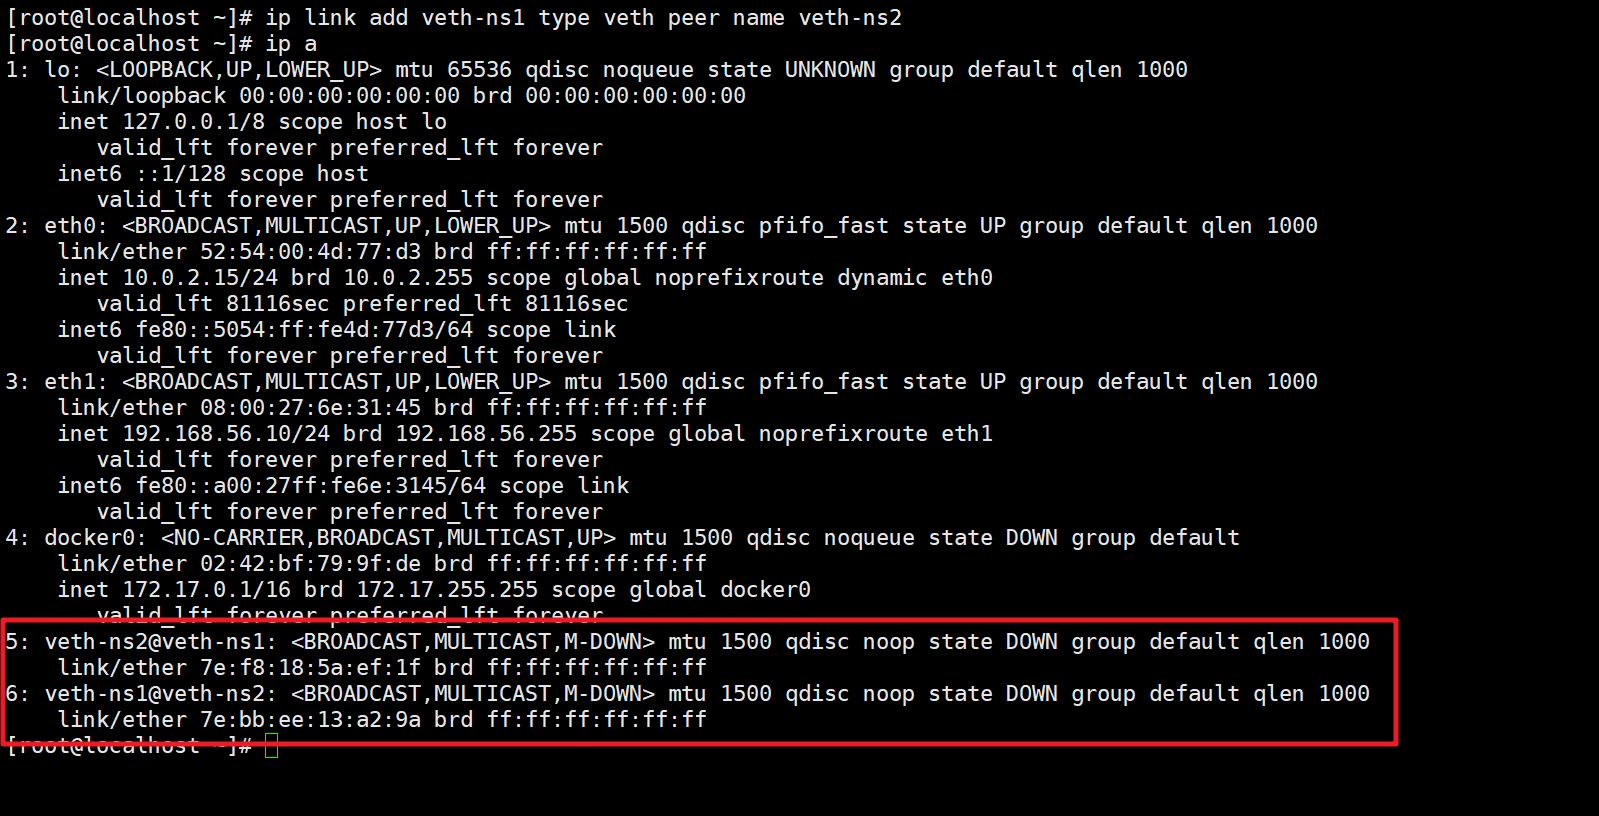 [root@localhost ~]# ip link add veth-ns1 type veth peer name veth-ns2
[root@localhost ~]# ip a
1: lo: <LOOPBACK,UP,LOWER_UP> mtu 65536 qdisc noqueue state UNKNOWN group default qlen 1000
    link/loopback 00:00:00:00:00:00 brd 00:00:00:00:00:00
    inet 127.0.0.1/8 scope host lo
       valid_lft forever preferred_lft forever
    inet6 ::1/128 scope host
       valid_lft forever preferred_lft forever
2: eth0: <BROADCAST,MULTICAST,UP,LOWER_UP> mtu 1500 qdisc pfifo_fast state UP group default qlen 1000
    link/ether 52:54:00:4d:77:d3 brd ff:ff:ff:ff:ff:ff
    inet 10.0.2.15/24 brd 10.0.2.255 scope global noprefixroute dynamic eth0
       valid_lft 81116sec preferred_lft 81116sec
    inet6 fe80::5054:ff:fe4d:77d3/64 scope link
       valid_lft forever preferred_lft forever
3: eth1: <BROADCAST,MULTICAST,UP,LOWER_UP> mtu 1500 qdisc pfifo_fast state UP group default qlen 1000
    link/ether 08:00:27:6e:31:45 brd ff:ff:ff:ff:ff:ff
    inet 192.168.56.10/24 brd 192.168.56.255 scope global noprefixroute eth1
       valid_lft forever preferred_lft forever
    inet6 fe80::a00:27ff:fe6e:3145/64 scope link
       valid_lft forever preferred_lft forever
4: docker0: <NO-CARRIER,BROADCAST,MULTICAST,UP> mtu 1500 qdisc noqueue state DOWN group default
    link/ether 02:42:bf:79:9f:de brd ff:ff:ff:ff:ff:ff
    inet 172.17.0.1/16 brd 172.17.255.255 scope global docker0
       valid_lft forever preferred_lft forever
5: veth-ns2@veth-ns1: <BROADCAST,MULTICAST,M-DOWN> mtu 1500 qdisc noop state DOWN group default qlen 1000
    link/ether 7e:f8:18:5a:ef:1f brd ff:ff:ff:ff:ff:ff
6: veth-ns1@veth-ns2: <BROADCAST,MULTICAST,M-DOWN> mtu 1500 qdisc noop state DOWN group default qlen 1000
    link/ether 7e:bb:ee:13:a2:9a brd ff:ff:ff:ff:ff:ff
[root@localhost ~]#